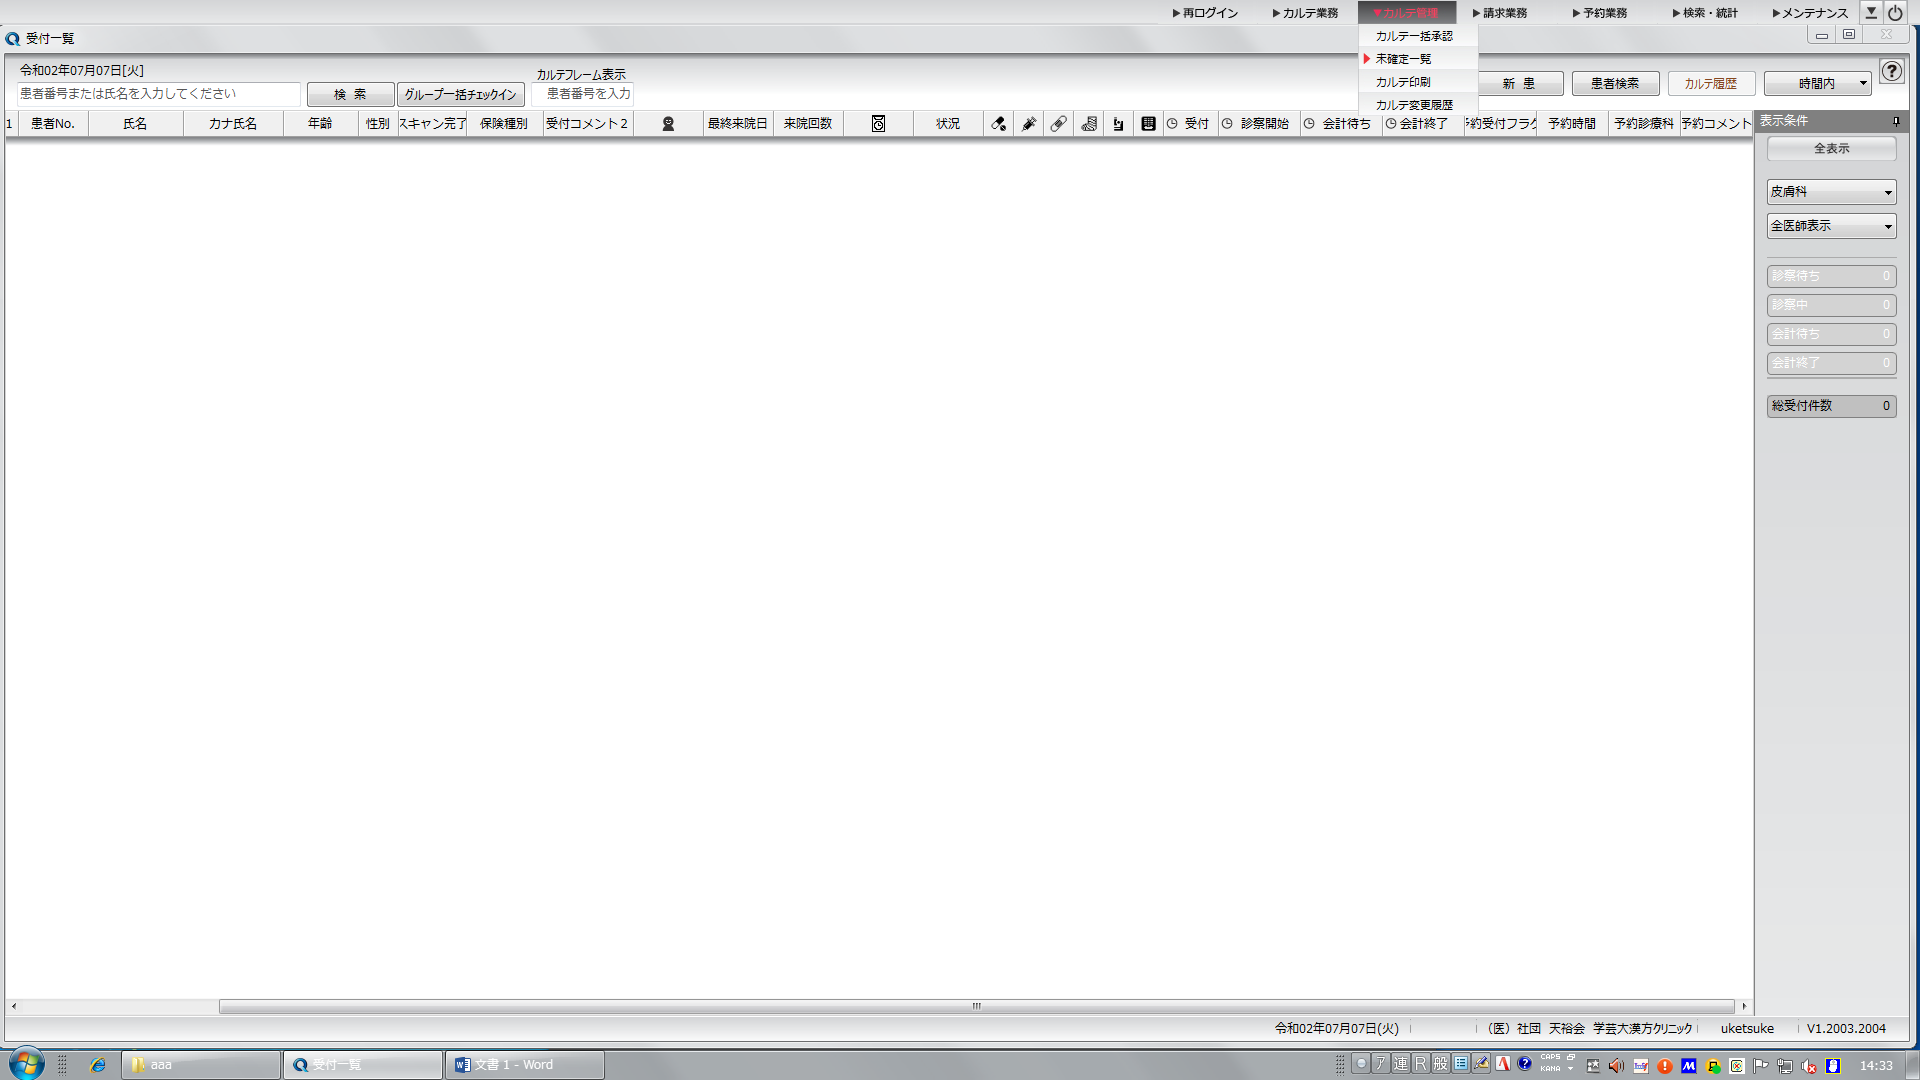 ▶再ログイン ▶カルテ業務 ▼カルテ管理 ▶請求業務 ▶予約業務 ▶検索・統計 ▶メンテナンス
受付一覧
カルテ一括承認
未確定一覧
カルテ印刷
カルテ変更履歴
令和02年07月07日[火]
患者番号または氏名を入力してください
検 索
グループ一括チェックイン
カルテフレーム表示
患者番号を入力
新 患
患者検索
カルテ履歴
時間内
?
1 患者No. 氏名 カナ氏名 年齢 性別 スキャン完了 保険種別 受付コメント2 最終来院日 来院回数 状況 受付 診察開始 会計待ち 会計終了 予約受付フラグ 予約時間 予約診療科 予約コメント
表示条件
全表示
皮膚科
全医師表示
診察待ち 0
診察中 0
会計待ち 0
会計終了 0
総受付件数 0
令和02年07月07日(火) (医)社団 天裕会 学芸大漢方クリニック uketsuke V1.2003.2004
aaa
受付一覧
文書 1 - Word
ア 連 R 般
CAPS
KANA
14:33